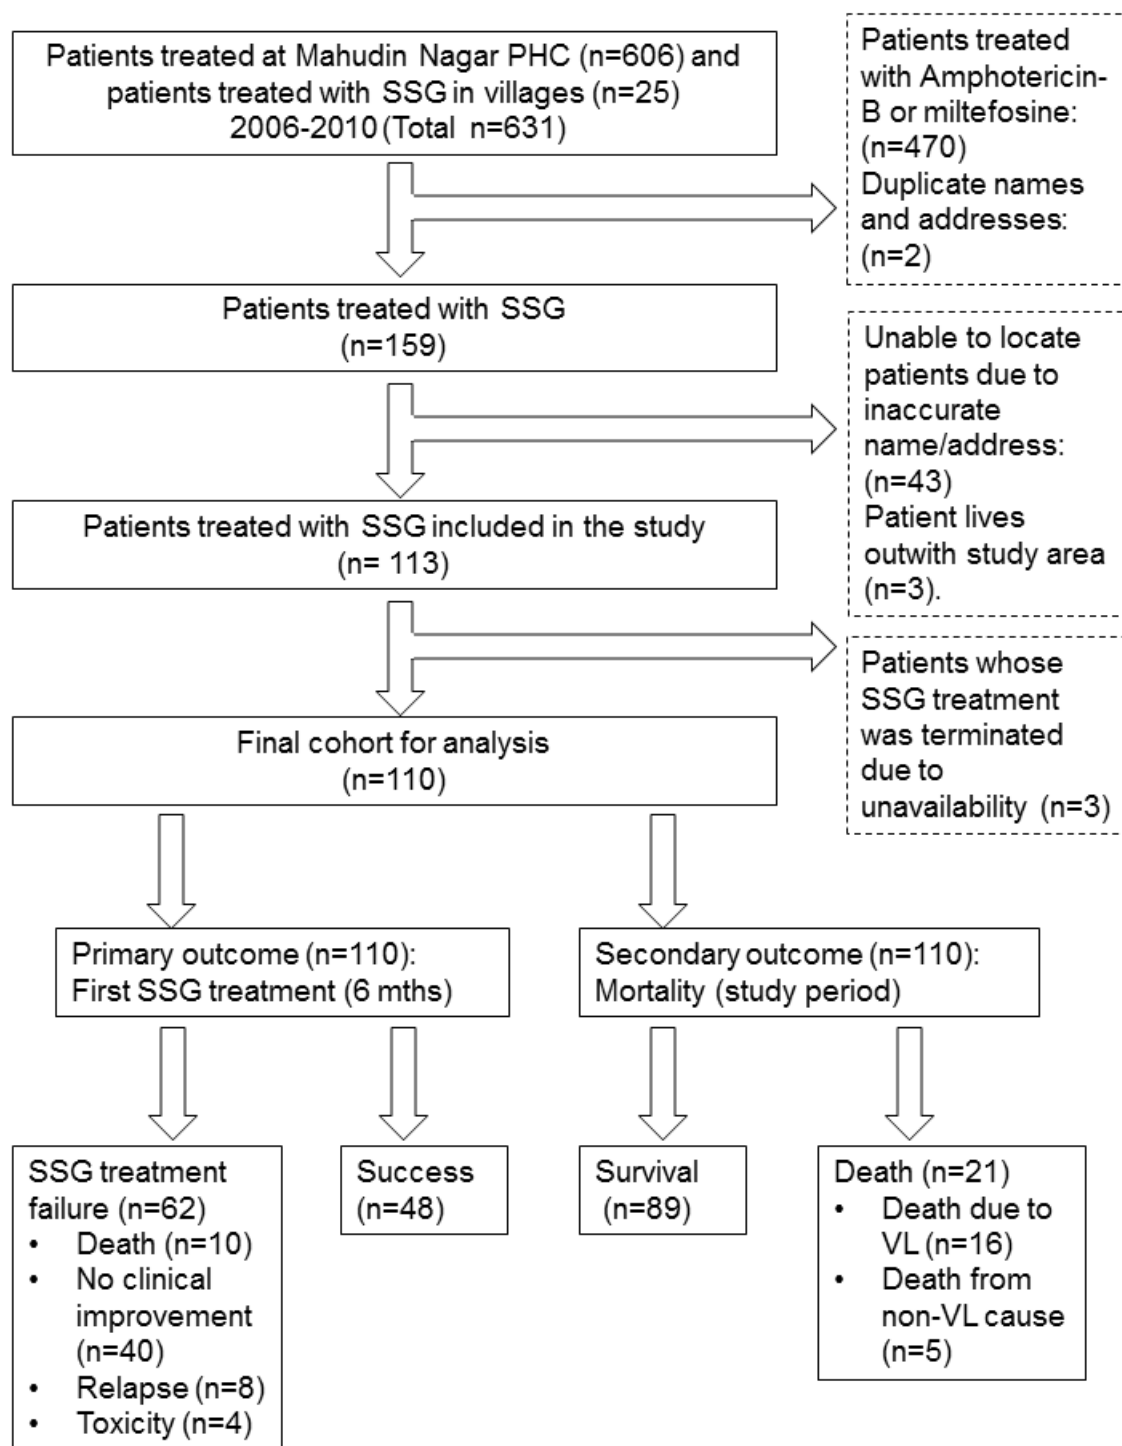 Patients treated at Mahudin Nagar PHC (n=606) and
patients treated with SSG in villages (n=25)
2006-2010 (Total n=631)
Patients treated
with Amphotericin-
B or miltefosine:
(n=470)
Duplicate names
and addresses:
(n=2)
Patients treated with SSG
(n=159)
Unable to locate
patients due to
inaccurate
name/address:
(n=43)
Patient lives
outwith study area
(n=3).
Patients treated with SSG included in the study
(n= 113)
Patients whose
SSG treatment
was terminated
due to
unavailability (n=3)
Final cohort for analysis
(n=110)
Primary outcome (n=110):
First SSG treatment (6 mths)
Secondary outcome (n=110):
Mortality (study period)
SSG treatment
failure (n=62)
• Death (n=10)
• No clinical
improvement
(n=40)
• Relapse (n=8)
• Toxicity (n=4)
Success
(n=48)
Survival
(n=89)
Death (n=21)
• Death due to
VL (n=16)
• Death from
non-VL cause
(n=5)